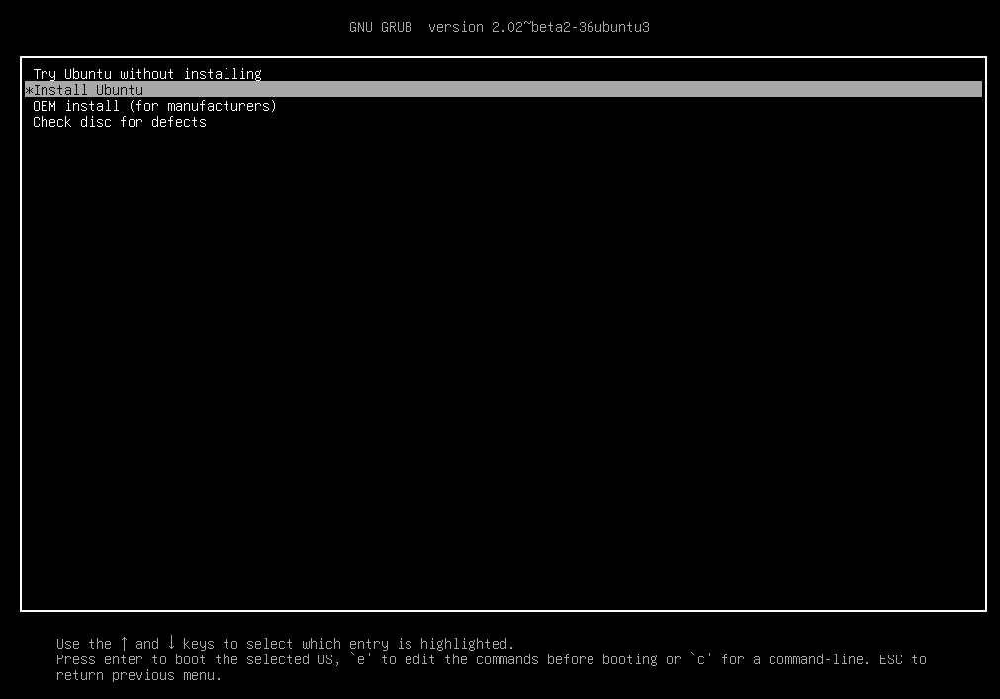 GNU GRUB  version 2.02~beta2-36ubuntu3
Try Ubuntu without installing
*Install Ubuntu
OEM install (for manufacturers)
Check disc for defects
Use the ↑ and ↓ keys to select which entry is highlighted.
Press enter to boot the selected OS, `e' to edit the commands before booting or `c' for a command-line. ESC to
return previous menu.